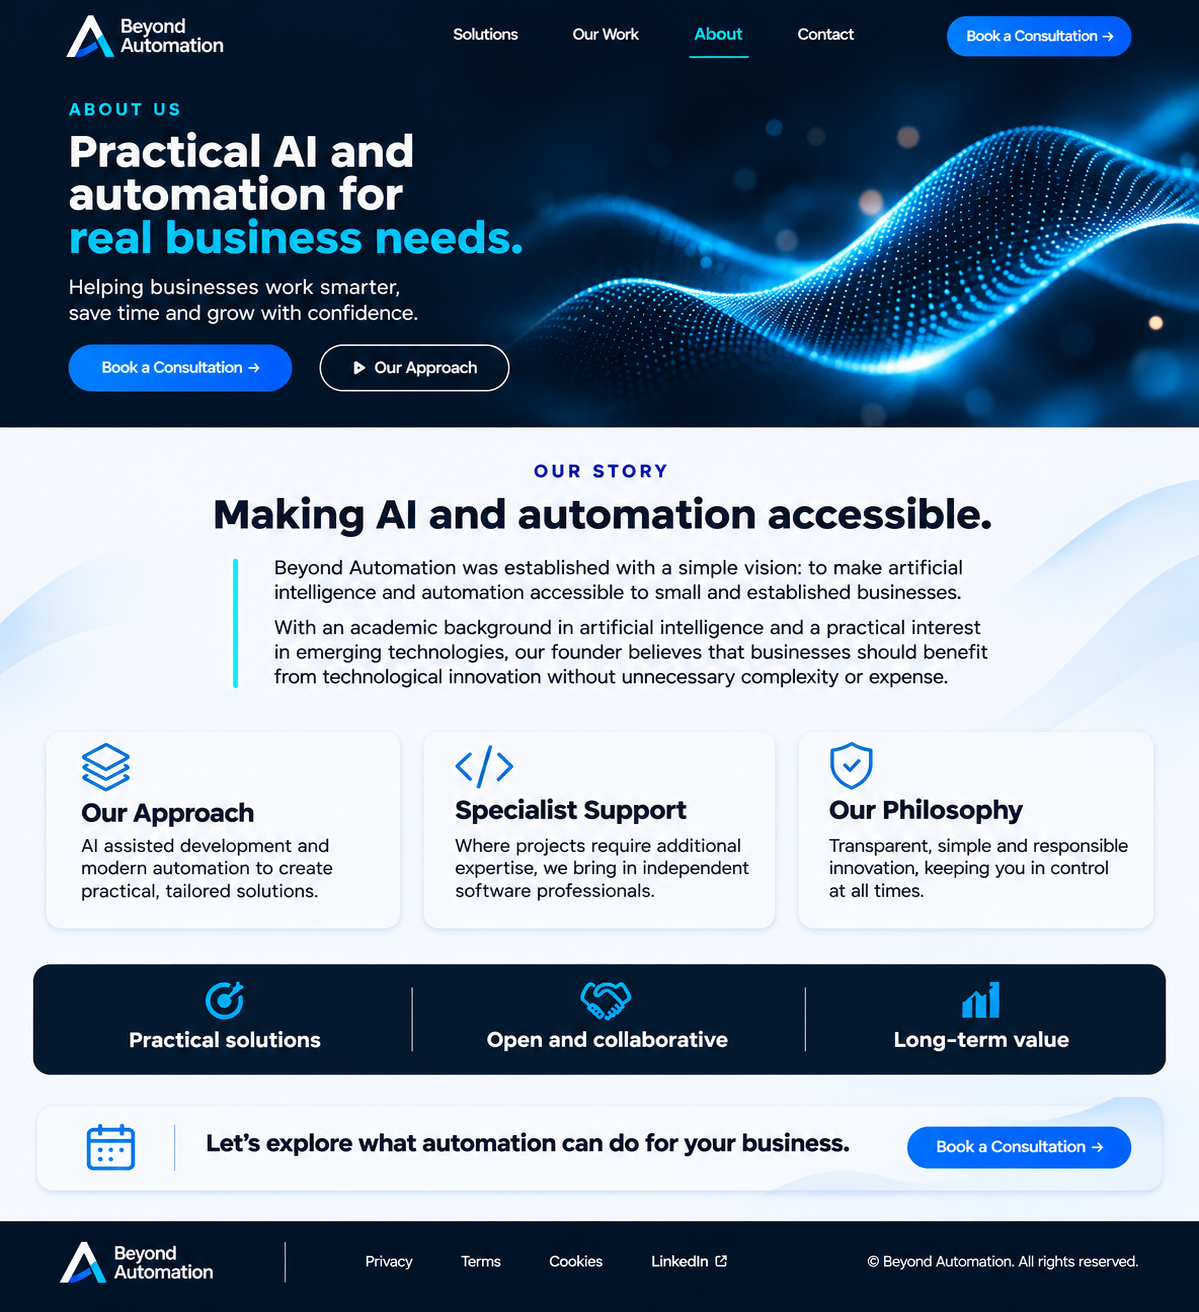 Beyond
Automation
Solutions
Our Work
About
Contact
Book a Consultation →
ABOUT US
Practical AI and
automation for
real business needs.
Helping businesses work smarter,
save time and grow with confidence.
Book a Consultation →
Our Approach
OUR STORY
Making AI and automation accessible.
Beyond Automation was established with a simple vision: to make artificial
intelligence and automation accessible to small and established businesses.
With an academic background in artificial intelligence and a practical interest
in emerging technologies, our founder believes that businesses should benefit
from technological innovation without unnecessary complexity or expense.
Our Approach
AI assisted development and
modern automation to create
practical, tailored solutions.
Specialist Support
Where projects require additional
expertise, we bring in independent
software professionals.
Our Philosophy
Transparent, simple and responsible
innovation, keeping you in control
at all times.
Practical solutions
Open and collaborative
Long-term value
Let’s explore what automation can do for your business.
Book a Consultation →
Beyond
Automation
Privacy
Terms
Cookies
LinkedIn
© Beyond Automation. All rights reserved.